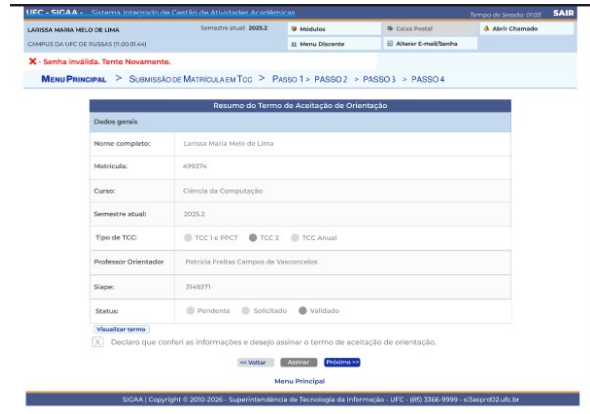 UFC - SIGAA - Sistema Integrado de Gestão de Atividades Acadêmicas
Tempo de Sessão: 01:03 SAIR
LARISSA MARIA MELO DE LIMA Semestre atual: 2025.2 Módulos Caixa Postal Abrir Chamado
CAMPUS DA UFC DE RUSSAS (11.00.01.44) Menu Discente Alterar E-mail/Senha
X - Senha inválida. Tente Novamente.
MENU PRINCIPAL > SUBMISSÃO DE MATRÍCULA EM TCC > PASSO 1 > PASSO 2 > PASSO 3 > PASSO 4
Resumo do Termo de Aceitação de Orientação
Dados gerais
Nome completo: Larissa Maria Melo de Lima
Matrícula: 499374
Curso: Ciência da Computação
Semestre atual: 2025.2
Tipo de TCC: TCC 1 e PPCT TCC 2 TCC Anual
Professor Orientador Patrícia Freitas Campos de Vasconcelos
Siape: 3149371
Status: Pendente Solicitado Validado
Visualizar termo
X Declaro que conferi as informações e desejo assinar o termo de aceitação de orientação.
<< Voltar Assinar Próximo >>
Menu Principal
SIGAA | Copyright © 2010-2026 - Superintendência de Tecnologia da Informação - UFC - (85) 3366-9999 - si3asprd02.ufc.br